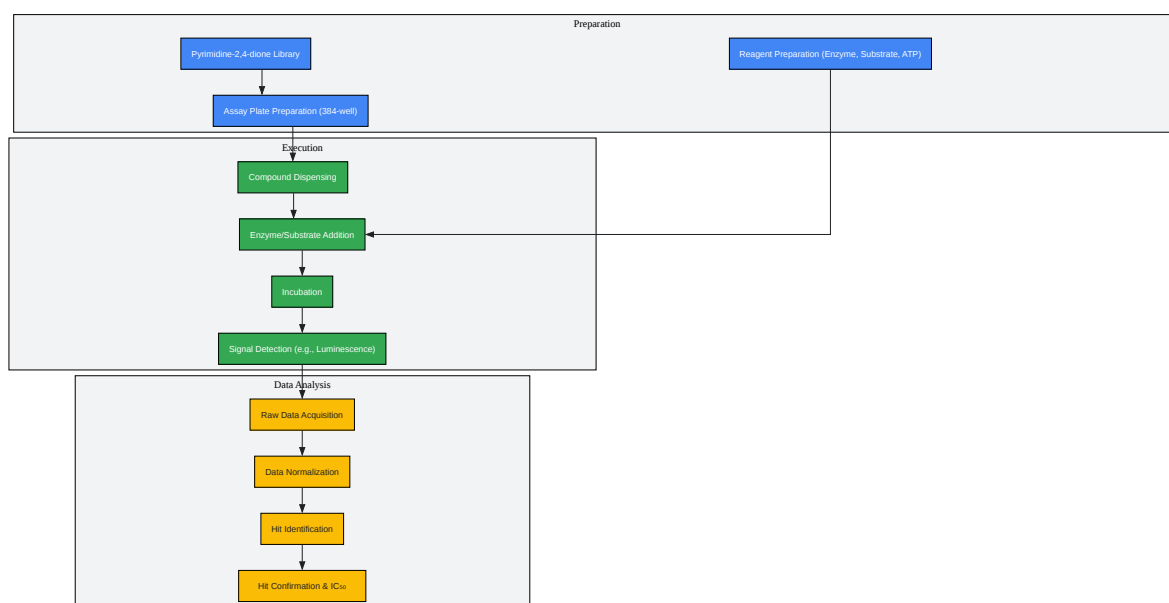 Preparation
Pyrimidine-2,4-dione Library
Reagent Preparation (Enzyme, Substrate, ATP)
Assay Plate Preparation (384-well)
Execution
Compound Dispensing
Enzyme/Substrate Addition
Incubation
Signal Detection (e.g., Luminescence)
Data Analysis
Raw Data Acquisition
Data Normalization
Hit Identification
Hit Confirmation & IC₅₀